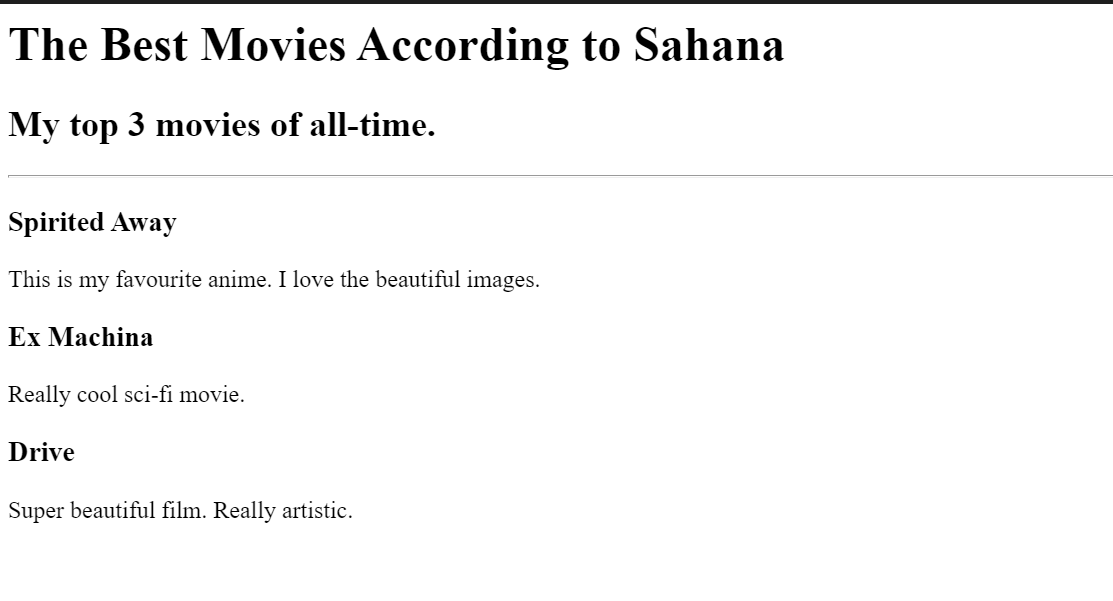 The Best Movies According to Sahana
My top 3 movies of all-time.
Spirited Away
This is my favourite anime. I love the beautiful images.
Ex Machina
Really cool sci-fi movie.
Drive
Super beautiful film. Really artistic.